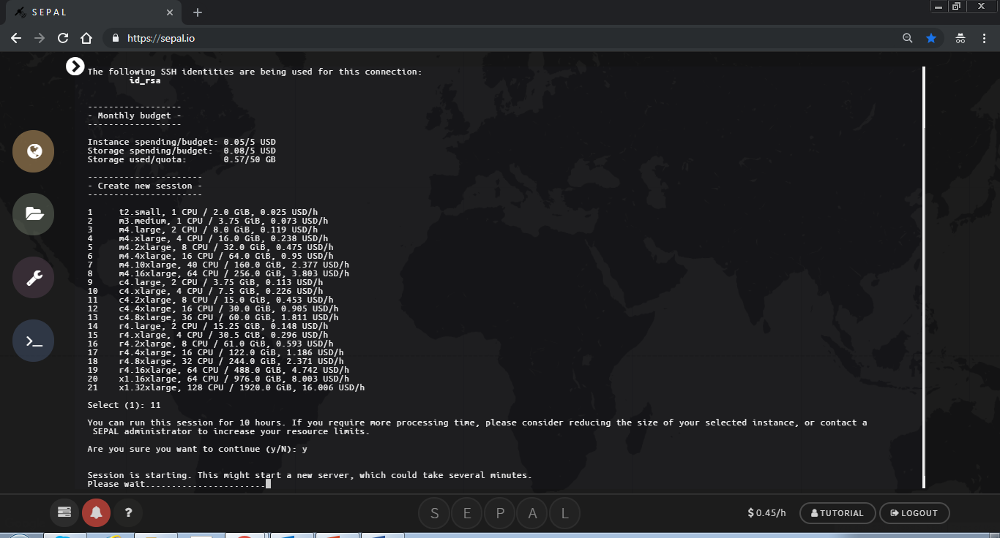 SEPAL
https://sepal.io
The following SSH identities are being used for this connection:
id_rsa
------------------
- Monthly budget -
------------------
Instance spending/budget: 0.05/5 USD
Storage spending/budget: 0.08/5 USD
Storage used/quota: 0.57/50 GB
----------------------
- Create new session -
----------------------
1 t2.small, 1 CPU / 2.0 GiB, 0.025 USD/h
2 m3.medium, 1 CPU / 3.75 GiB, 0.073 USD/h
3 m4.large, 2 CPU / 8.0 GiB, 0.119 USD/h
4 m4.xlarge, 4 CPU / 16.0 GiB, 0.238 USD/h
5 m4.2xlarge, 8 CPU / 32.0 GiB, 0.475 USD/h
6 m4.4xlarge, 16 CPU / 64.0 GiB, 0.95 USD/h
7 m4.10xlarge, 40 CPU / 160.0 GiB, 2.377 USD/h
8 m4.16xlarge, 64 CPU / 256.0 GiB, 3.803 USD/h
9 c4.large, 2 CPU / 3.75 GiB, 0.113 USD/h
10 c4.xlarge, 4 CPU / 7.5 GiB, 0.226 USD/h
11 c4.2xlarge, 8 CPU / 15.0 GiB, 0.453 USD/h
12 c4.4xlarge, 16 CPU / 30.0 GiB, 0.905 USD/h
13 c4.8xlarge, 36 CPU / 60.0 GiB, 1.811 USD/h
14 r4.large, 2 CPU / 15.25 GiB, 0.148 USD/h
15 r4.xlarge, 4 CPU / 30.5 GiB, 0.296 USD/h
16 r4.2xlarge, 8 CPU / 61.0 GiB, 0.593 USD/h
17 r4.4xlarge, 16 CPU / 122.0 GiB, 1.186 USD/h
18 r4.8xlarge, 32 CPU / 244.0 GiB, 2.371 USD/h
19 r4.16xlarge, 64 CPU / 488.0 GiB, 4.742 USD/h
20 x1.16xlarge, 64 CPU / 976.0 GiB, 8.003 USD/h
21 x1.32xlarge, 128 CPU / 1920.0 GiB, 16.006 USD/h
Select (1): 11
You can run this session for 10 hours. If you require more processing time, please consider reducing the size of your selected instance, or contact a
SEPAL administrator to increase your resource limits.
Are you sure you want to continue (y/N): y
Session is starting. This might start a new server, which could take several minutes.
Please wait.......................
? S E P A L $ 0.45/h TUTORIAL LOGOUT